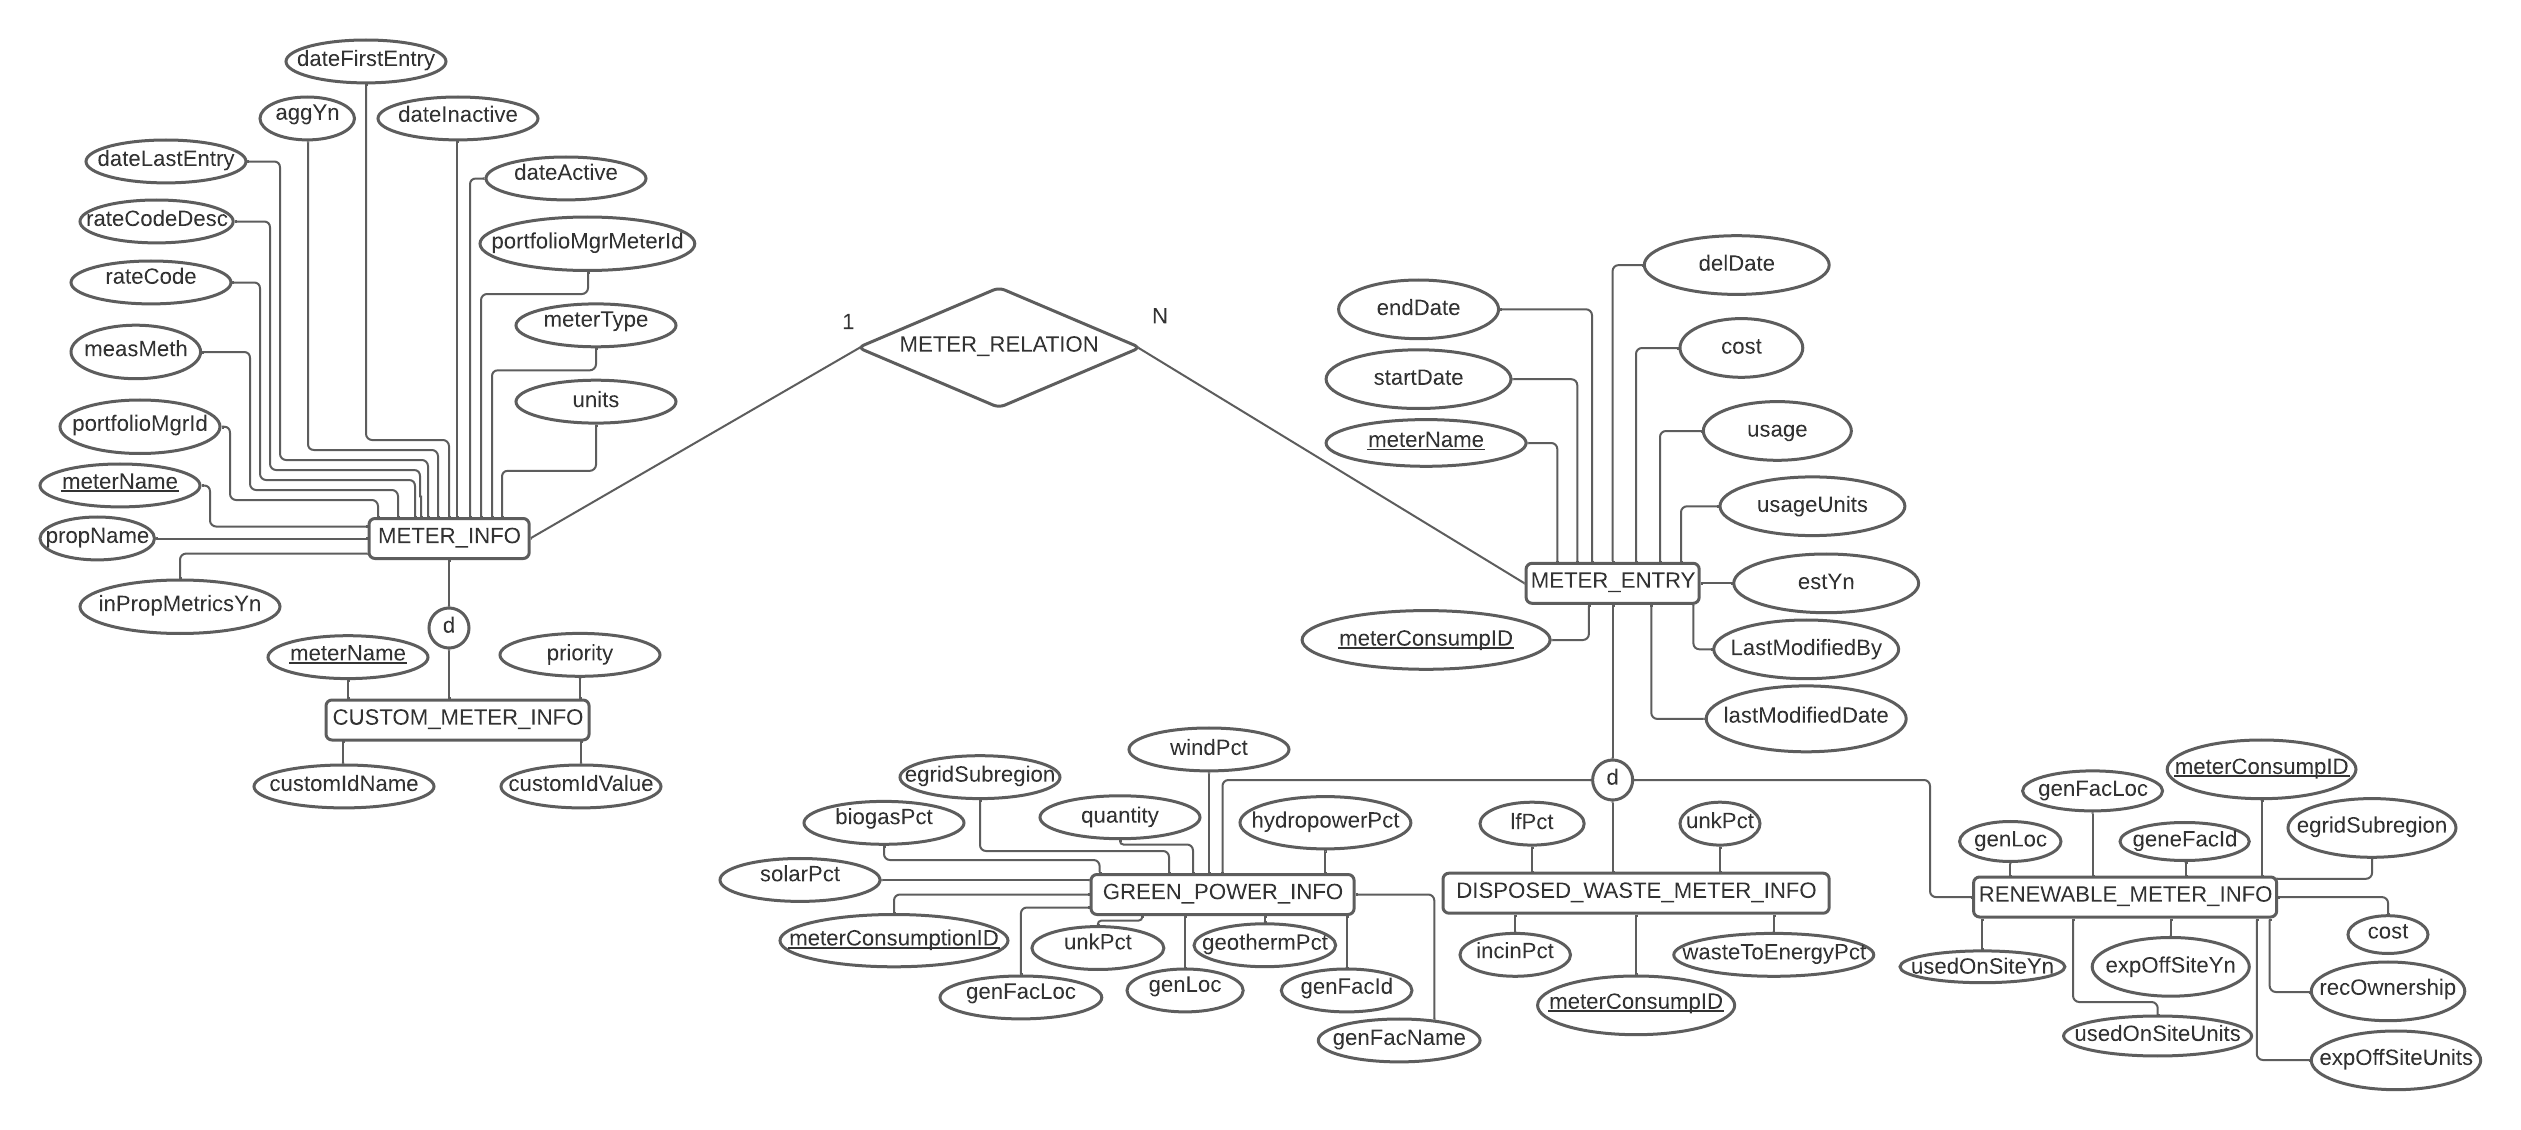 dateFirstEntry
aggYn
dateInactive
dateLastEntry
dateActive
rateCodeDesc
portfolioMgrMeterId
rateCode
meterType
measMeth
units
portfolioMgrId
meterName
propName
METER_INFO
inPropMetricsYn
d
meterName
priority
CUSTOM_METER_INFO
customIdName
customIdValue
1
METER_RELATION
N
delDate
endDate
cost
startDate
usage
meterName
usageUnits
METER_ENTRY
estYn
meterConsumpID
LastModifiedBy
lastModifiedDate
d
windPct
egridSubregion
quantity
biogasPct
hydropowerPct
solarPct
GREEN_POWER_INFO
meterConsumptionID
unkPct
geothermPct
genFacLoc
genLoc
genFacId
genFacName
lfPct
unkPct
DISPOSED_WASTE_METER_INFO
incinPct
wasteToEnergyPct
meterConsumpID
meterConsumpID
genFacLoc
egridSubregion
genLoc
geneFacId
RENEWABLE_METER_INFO
cost
usedOnSiteYn
expOffSiteYn
recOwnership
usedOnSiteUnits
expOffSiteUnits